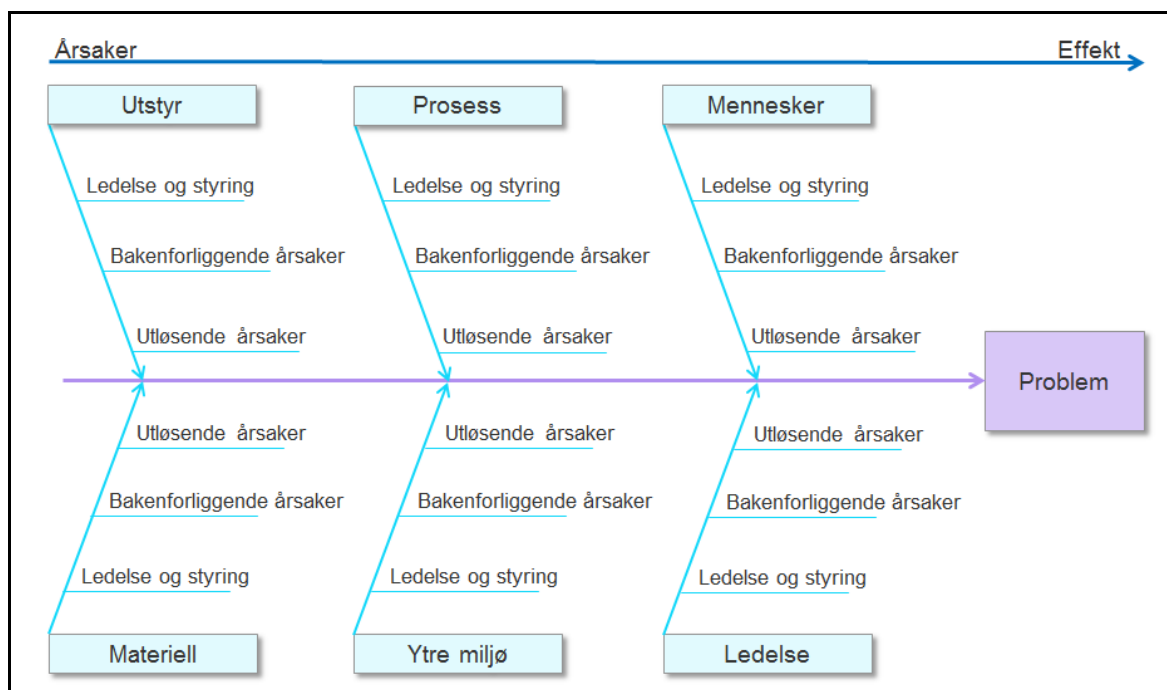 Årsaker
Effekt
Utstyr
Prosess
Mennesker
Ledelse og styring
Ledelse og styring
Ledelse og styring
Bakenforliggende årsaker
Bakenforliggende årsaker
Bakenforliggende årsaker
Utløsende årsaker
Utløsende årsaker
Utløsende årsaker
Problem
Utløsende årsaker
Utløsende årsaker
Utløsende årsaker
Bakenforliggende årsaker
Bakenforliggende årsaker
Bakenforliggende årsaker
Ledelse og styring
Ledelse og styring
Ledelse og styring
Materiell
Ytre miljø
Ledelse